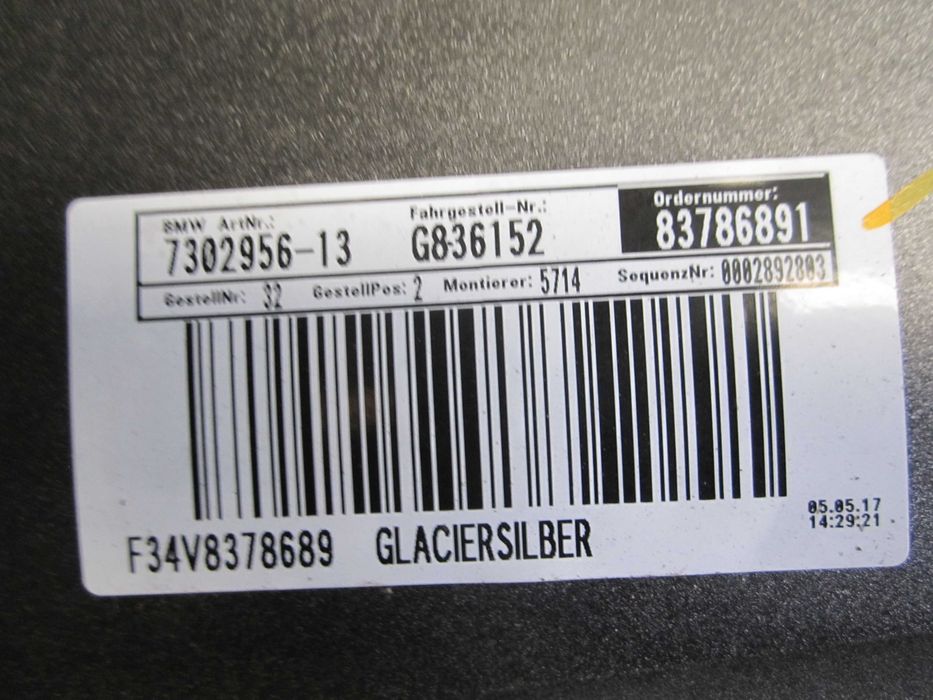 BMW ArtNr.: Fahrgestell-Nr.: Ordernummer:
7302956-13 G836152 83786891
GestellNr: 32 GestellPos: 2 Montierer: 5714 SequenzNr: 0002892803
05.05.17
14:29:21
F34V8378689 GLACIERSILBER